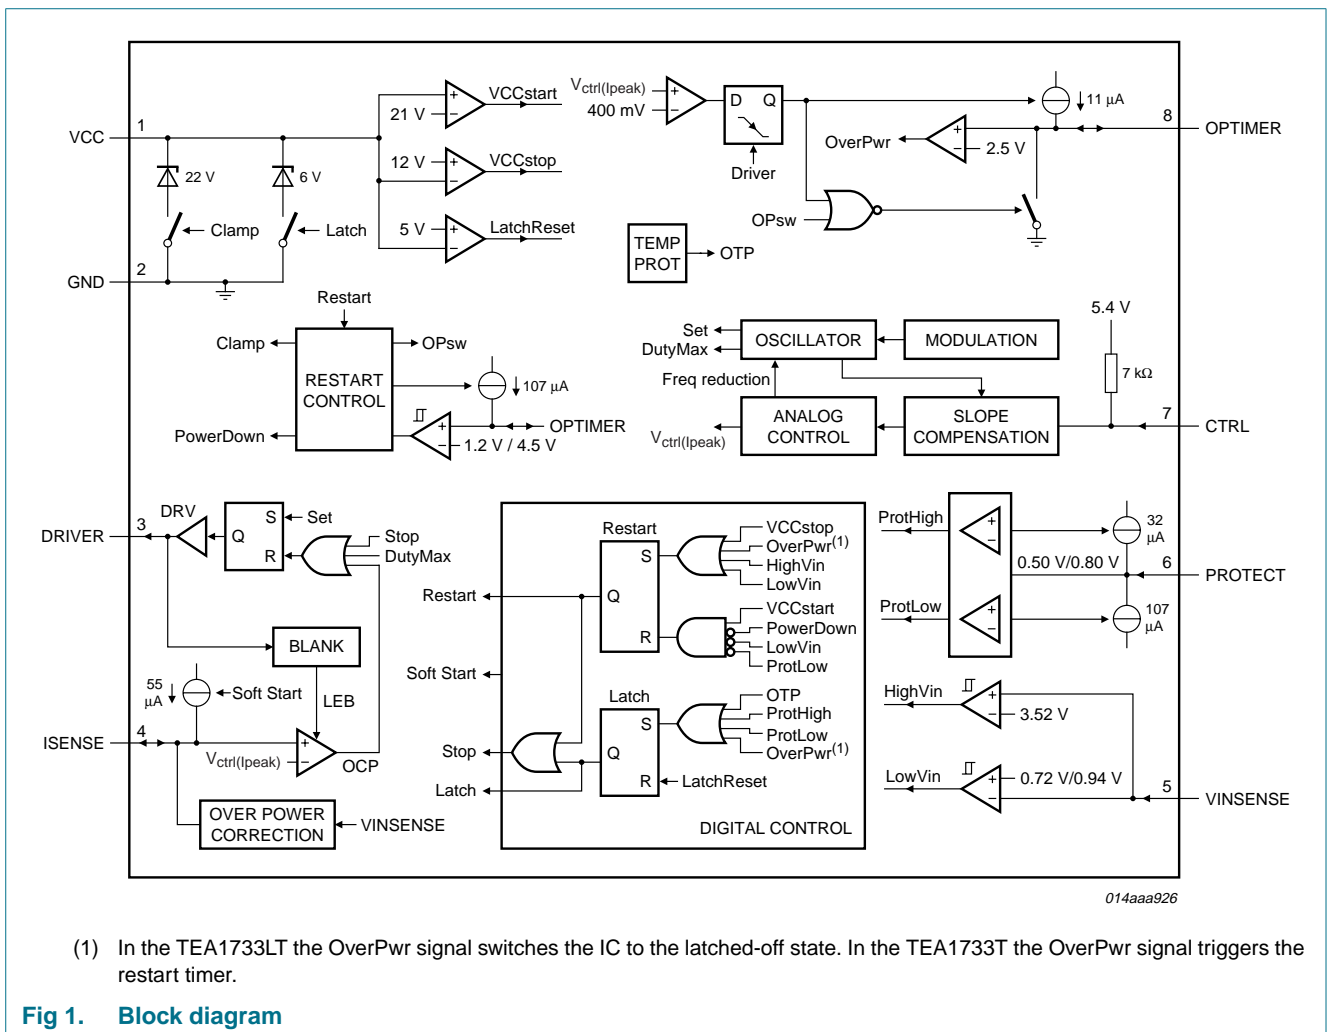 VCC
1
22 V
6 V
Clamp
Latch
GND
2
21 V
VCCstart
12 V
VCCstop
5 V
LatchReset
Vctrl(Ipeak)
400 mV
D
Q
Driver
11 μA
OverPwr
2.5 V
8
OPTIMER
OPsw
TEMP
PROT
OTP
Restart
Clamp
RESTART
CONTROL
OPsw
107 μA
PowerDown
OPTIMER
1.2 V / 4.5 V
Set
DutyMax
OSCILLATOR
MODULATION
Freq reduction
5.4 V
7 kΩ
Vctrl(Ipeak)
ANALOG
CONTROL
SLOPE
COMPENSATION
7
CTRL
DRIVER
3
DRV
Q
S
R
Set
Stop
DutyMax
BLANK
LEB
55
μA
Soft Start
ISENSE
4
Vctrl(Ipeak)
OCP
OVER POWER
CORRECTION
VINSENSE
Restart
S
Q
R
VCCstop
OverPwr(1)
HighVin
LowVin
VCCstart
PowerDown
LowVin
ProtLow
Restart
Soft Start
Latch
S
Q
R
OTP
ProtHigh
ProtLow
OverPwr(1)
LatchReset
Stop
Latch
DIGITAL CONTROL
ProtHigh
32
μA
0.50 V/0.80 V
6
PROTECT
ProtLow
107
μA
HighVin
3.52 V
LowVin
0.72 V/0.94 V
5
VINSENSE
014aaa926
(1) In the TEA1733LT the OverPwr signal switches the IC to the latched-off state. In the TEA1733T the OverPwr signal triggers the
restart timer.
Fig 1. Block diagram